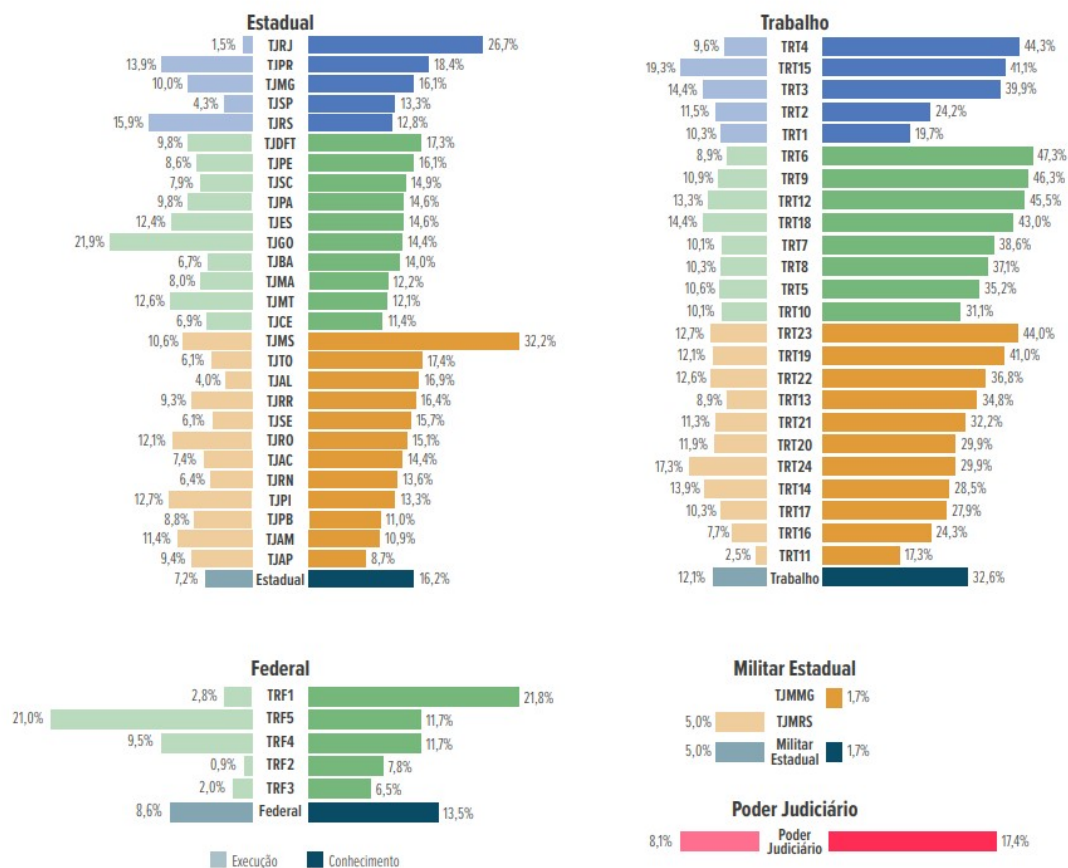 Estadual
1,5% TJRJ 26,7%
13,9% TJPR 18,4%
10,0% TJMG 16,1%
4,3% TJSP 13,3%
15,9% TJRS 12,8%
9,8% TJDFT 17,3%
8,6% TJPE 16,1%
7,9% TJSC 14,9%
9,8% TJPA 14,6%
12,4% TJES 14,6%
21,9% TJGO 14,4%
6,7% TJBA 14,0%
8,0% TJMA 12,2%
12,6% TJMT 12,1%
6,9% TJCE 11,4%
10,6% TJMS 32,2%
6,1% TJTO 17,4%
4,0% TJAL 16,9%
9,3% TJRR 16,4%
6,1% TJSE 15,7%
12,1% TJRO 15,1%
7,4% TJAC 14,4%
6,4% TJRN 13,6%
12,7% TJPI 13,3%
8,8% TJPB 11,0%
11,4% TJAM 10,9%
9,4% TJAP 8,7%
7,2% Estadual 16,2%
Trabalho
9,6% TRT4 44,3%
19,3% TRT15 41,1%
14,4% TRT3 39,9%
11,5% TRT2 24,2%
10,3% TRT1 19,7%
8,9% TRT6 47,3%
10,9% TRT9 46,3%
13,3% TRT12 45,5%
14,4% TRT18 43,0%
10,1% TRT7 38,6%
10,3% TRT8 37,1%
10,6% TRT5 35,2%
10,1% TRT10 31,1%
12,7% TRT23 44,0%
12,1% TRT19 41,0%
12,6% TRT22 36,8%
8,9% TRT13 34,8%
11,3% TRT21 32,2%
11,9% TRT20 29,9%
17,3% TRT24 29,9%
13,9% TRT14 28,5%
10,3% TRT17 27,9%
7,7% TRT16 24,3%
2,5% TRT11 17,3%
12,1% Trabalho 32,6%
Federal
2,8% TRF1 21,8%
21,0% TRF5 11,7%
9,5% TRF4 11,7%
0,9% TRF2 7,8%
2,0% TRF3 6,5%
8,6% Federal 13,5%
Execução Conhecimento
Militar Estadual
TJMMG 1,7%
5,0% TJMRS
5,0% Militar 1,7%
Estadual
Poder Judiciário
8,1% Poder 17,4%
Judiciário